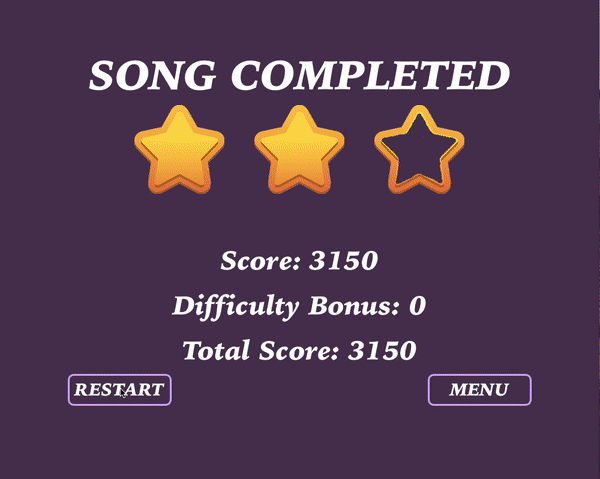 SONG COMPLETED
Score: 3150
Difficulty Bonus: 0
Total Score: 3150
RESTART
MENU